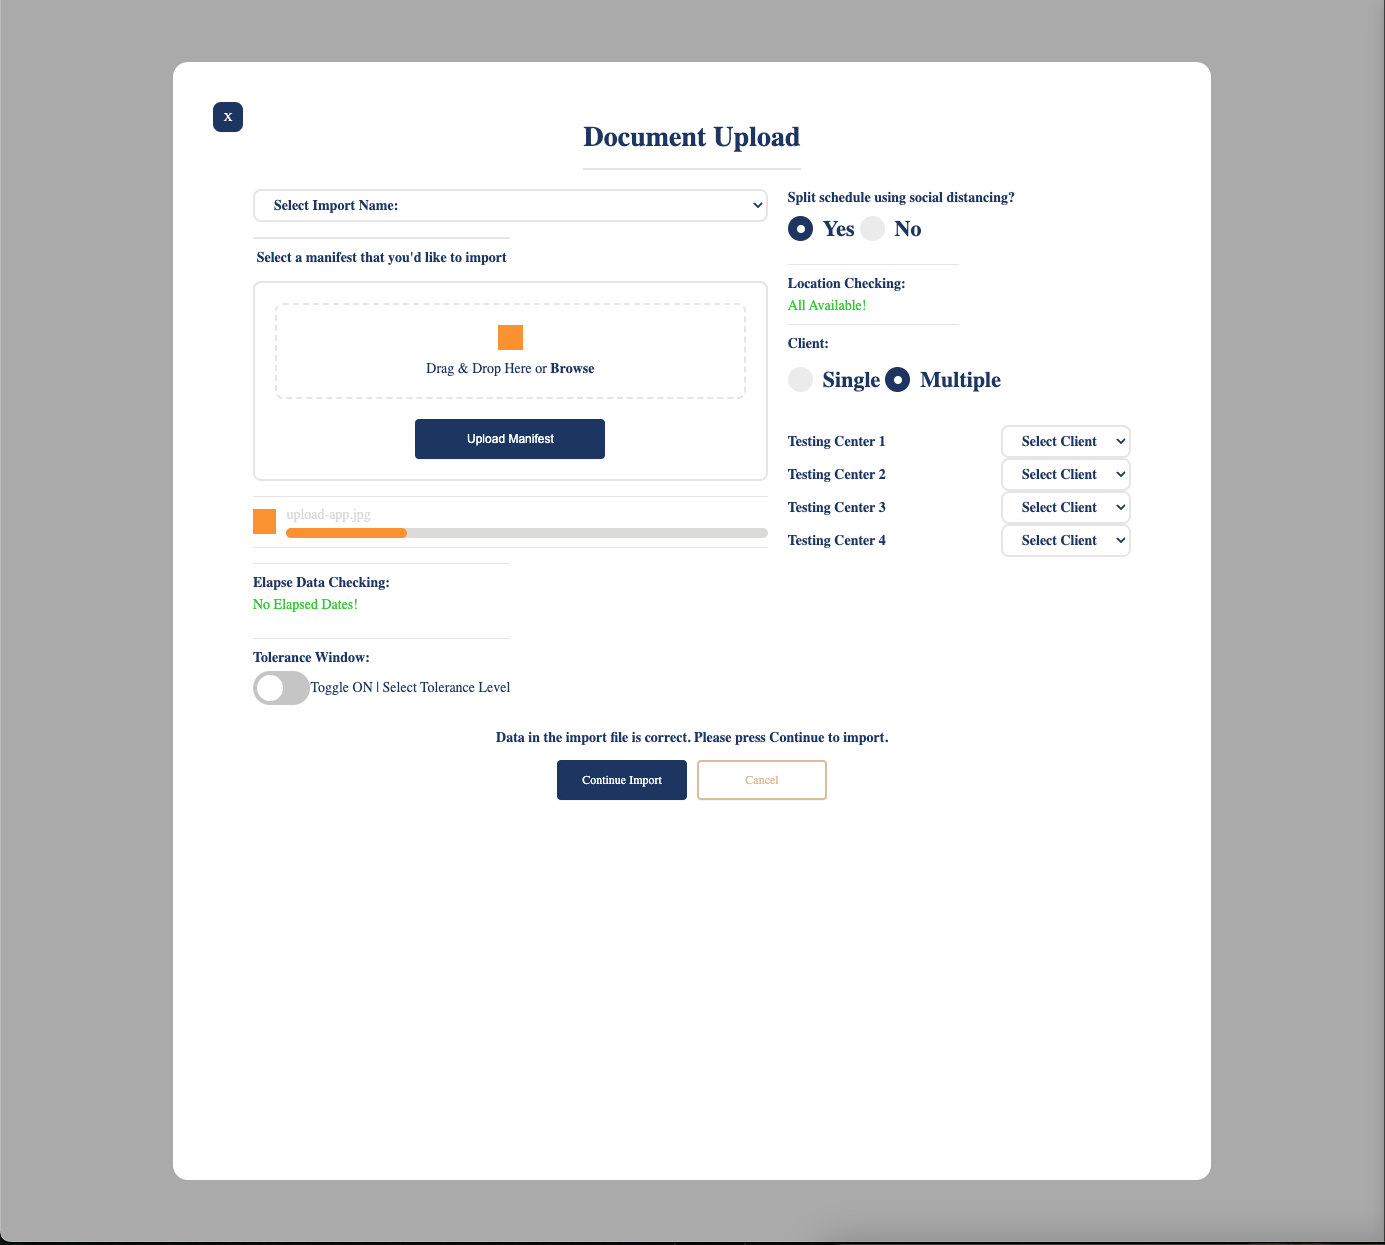 x
Document Upload
Select Import Name:
Select a manifest that you'd like to import
Drag & Drop Here or Browse
Upload Manifest
upload-app.jpg
Elapse Data Checking:
No Elapsed Dates!
Tolerance Window:
Toggle ON | Select Tolerance Level
Split schedule using social distancing?
Yes No
Location Checking:
All Available!
Client:
Single Multiple
Testing Center 1 Select Client
Testing Center 2 Select Client
Testing Center 3 Select Client
Testing Center 4 Select Client
Data in the import file is correct. Please press Continue to import.
Continue Import Cancel